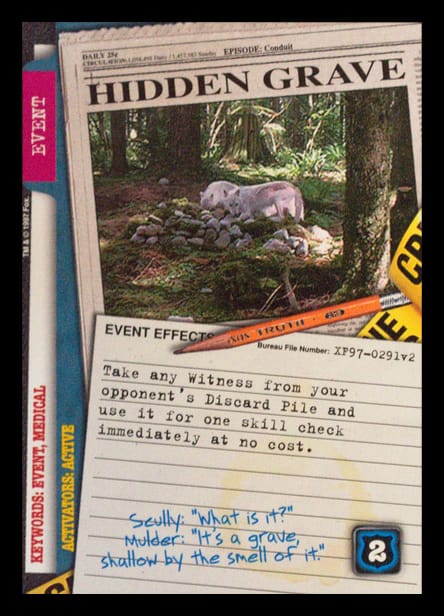 DAILY 25¢
EPISODE: Conduit
HIDDEN GRAVE
EVENT
TM & © 1997 Fox.
EVENT EFFECTS
TRUTH
Bureau File Number: XF97-0291v2
Take any Witness from your
opponent's Discard Pile and
use it for one skill check
immediately at no cost.
KEYWORDS: EVENT, MEDICAL
ACTIVATORS: ACTIVE
Scully: "What is it?"
Mulder: "It's a grave,
shallow by the smell of it."
2